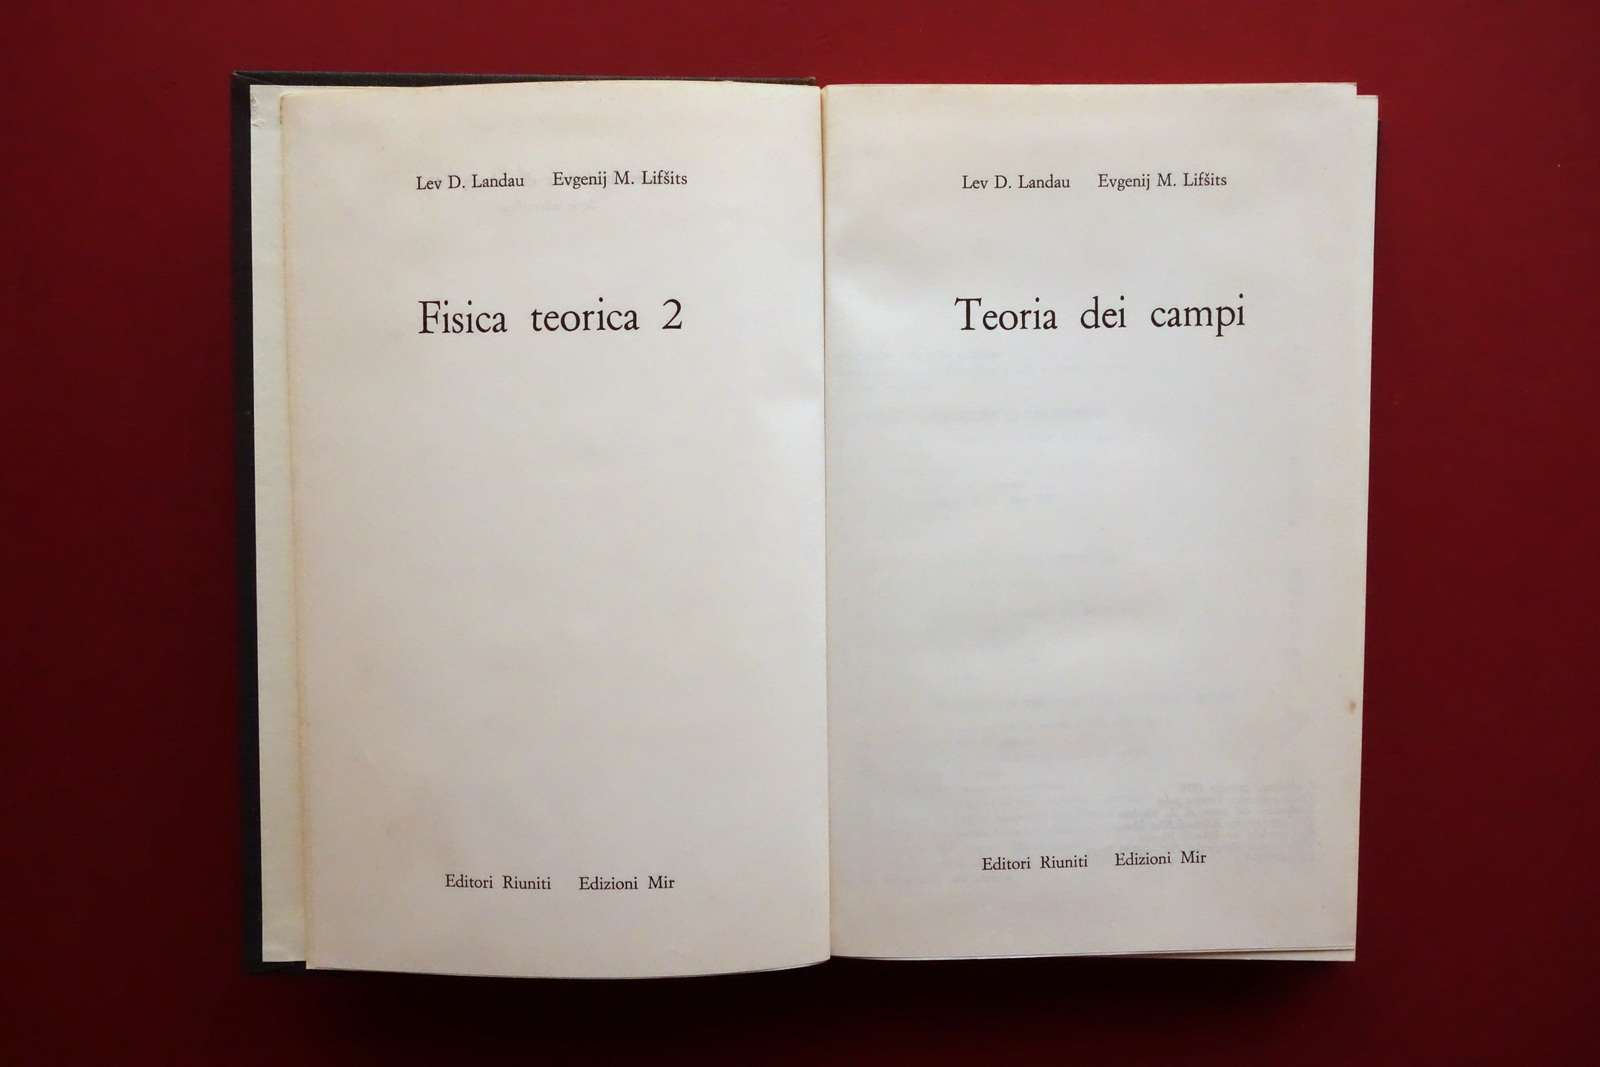 Lev D. Landau Evgenij M. Lifšits
Fisica teorica 2
Editori Riuniti Edizioni Mir
Lev D. Landau Evgenij M. Lifšits
Teoria dei campi
Editori Riuniti Edizioni Mir